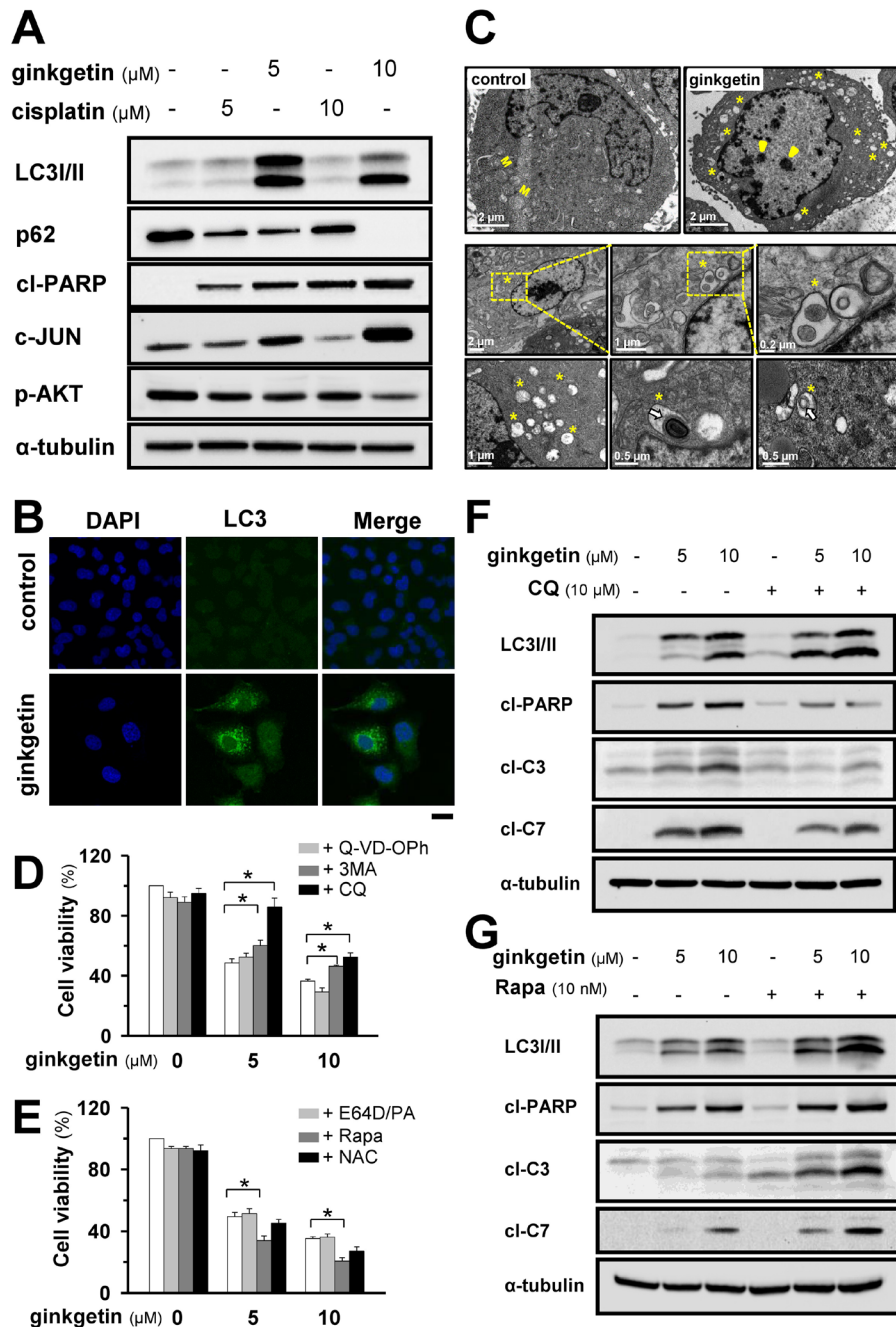 A
ginkgetin (µM) - - 5 - 10
cisplatin (µM) - 5 - 10 -
LC3I/II
p62
cl-PARP
c-JUN
p-AKT
α-tubulin
B
DAPI LC3 Merge
control
ginkgetin
C
control
M
M
2 µm
ginkgetin
* * * * * * * *
2 µm
*
2 µm
*
1 µm
*
0.2 µm
* * * *
1 µm
*
0.5 µm
*
0.5 µm
D
Cell viability (%)
120
80
40
0
+ Q-VD-OPh
+ 3MA
+ CQ
* * * *
ginkgetin (µM) 0 5 10
E
Cell viability (%)
120
80
40
0
+ E64D/PA
+ Rapa
+ NAC
* *
ginkgetin (µM) 0 5 10
F
ginkgetin (µM) - 5 10 - 5 10
CQ (10 µM) - - - + + +
LC3I/II
cl-PARP
cl-C3
cl-C7
α-tubulin
G
ginkgetin (µM) - 5 10 - 5 10
Rapa (10 nM) - - - + + +
LC3I/II
cl-PARP
cl-C3
cl-C7
α-tubulin